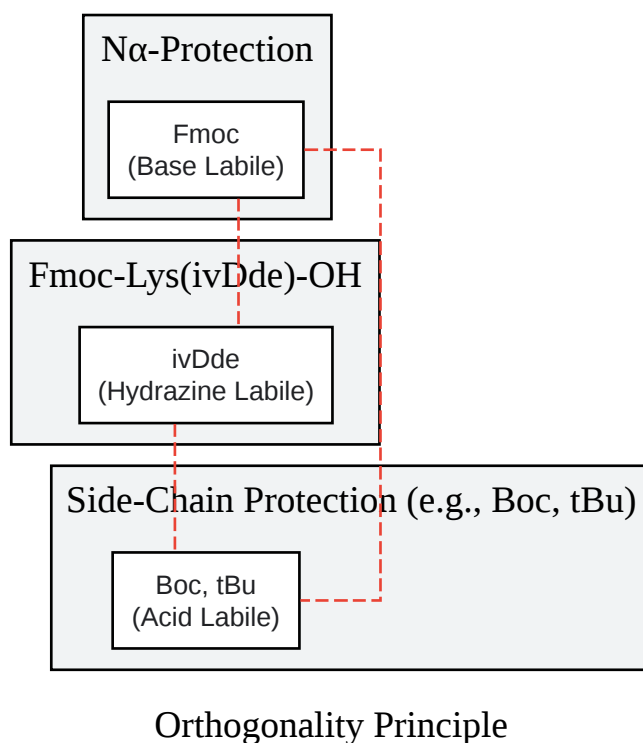 Nα-Protection
Fmoc
(Base Labile)
Fmoc-Lys(ivDde)-OH
ivDde
(Hydrazine Labile)
Side-Chain Protection (e.g., Boc, tBu)
Boc, tBu
(Acid Labile)
Orthogonality Principle